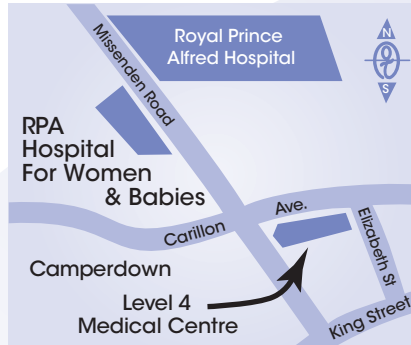 Missenden Road
Royal Prince
Alfred Hospital
N
S
RPA
Hospital
For Women
& Babies
Carillon
Ave.
Elizabeth St
Camperdown
Level 4
Medical Centre
King Street